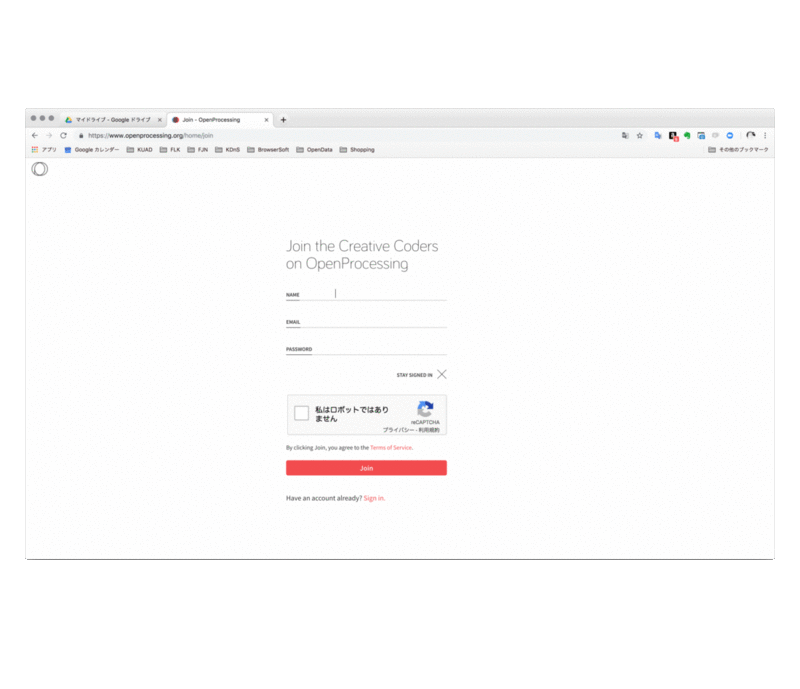 マイドライブ - Google ドライブ
Join - OpenProcessing
https://www.openprocessing.org/home/join
アプリ
Google カレンダー
KUAD
FLK
FJN
KDnS
BrowserSoft
OpenData
Shopping
その他のブックマーク
Join the Creative Coders
on OpenProcessing
NAME
EMAIL
PASSWORD
STAY SIGNED IN
私はロボットではあり
ません
reCAPTCHA
プライバシー - 利用規約
By clicking Join, you agree to the Terms of Service.
Join
Have an account already? Sign in.